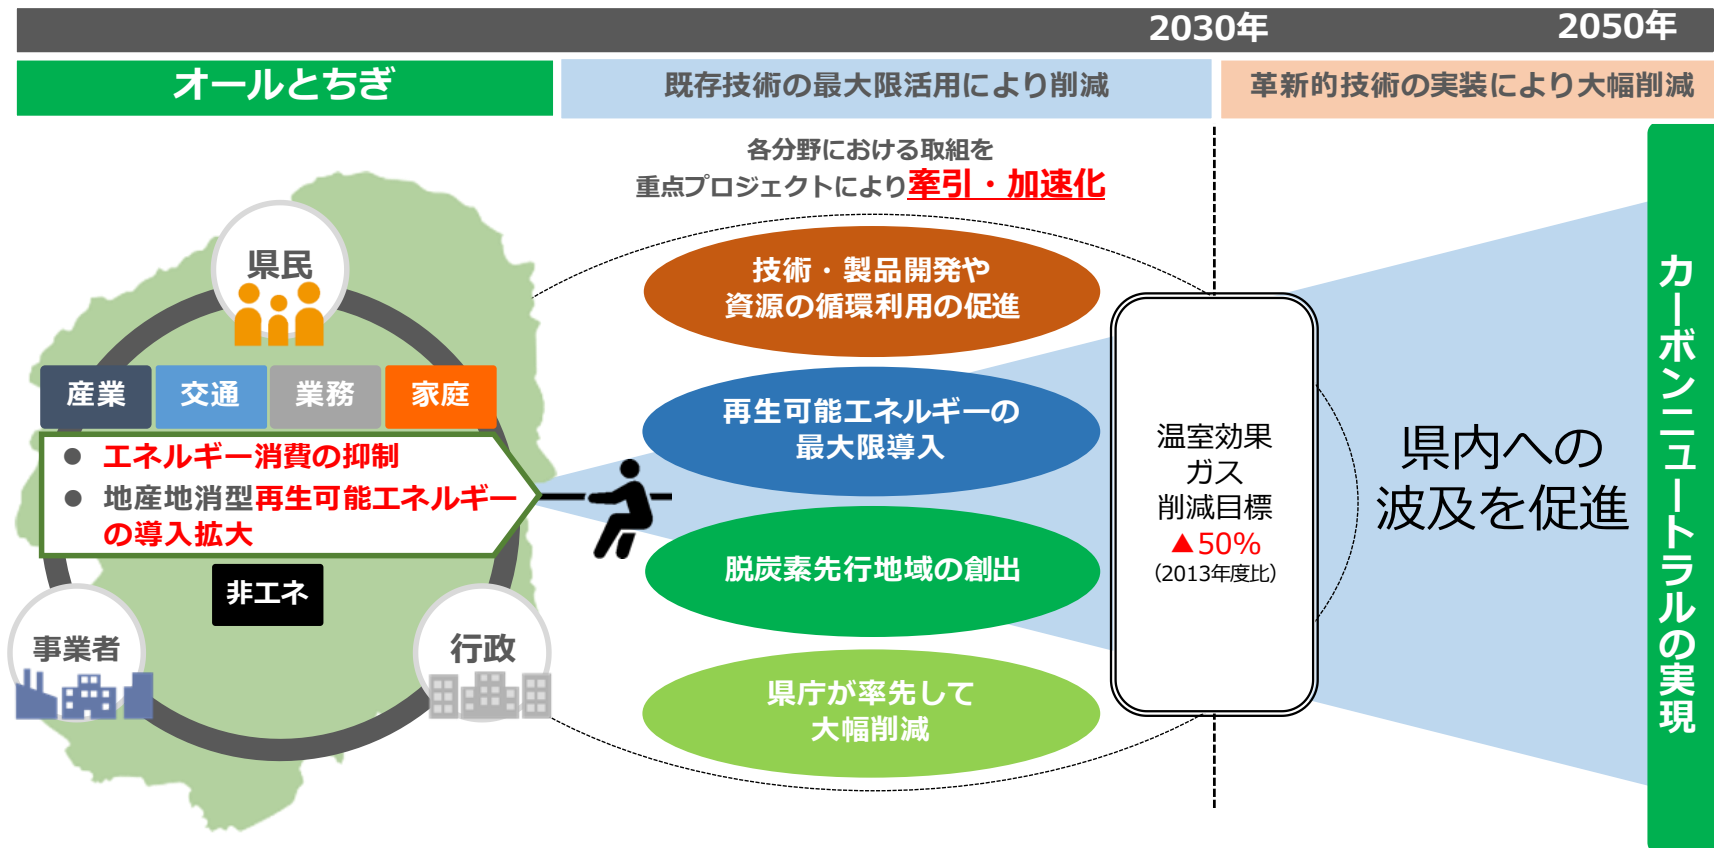 2030年
2050年
オールとちぎ
既存技術の最大限活用により削減
革新的技術の実装により大幅削減
各分野における取組を
重点プロジェクトにより牽引・加速化
県民
産業
交通
業務
家庭
● エネルギー消費の抑制
● 地産地消型再生可能エネルギー
の導入拡大
非エネ
事業者
行政
技術・製品開発や
資源の循環利用の促進
再生可能エネルギーの
最大限導入
脱炭素先行地域の創出
県庁が率先して
大幅削減
温室効果
ガス
削減目標
▲50%
(2013年度比)
県内への
波及を促進
カーボンニュートラルの実現